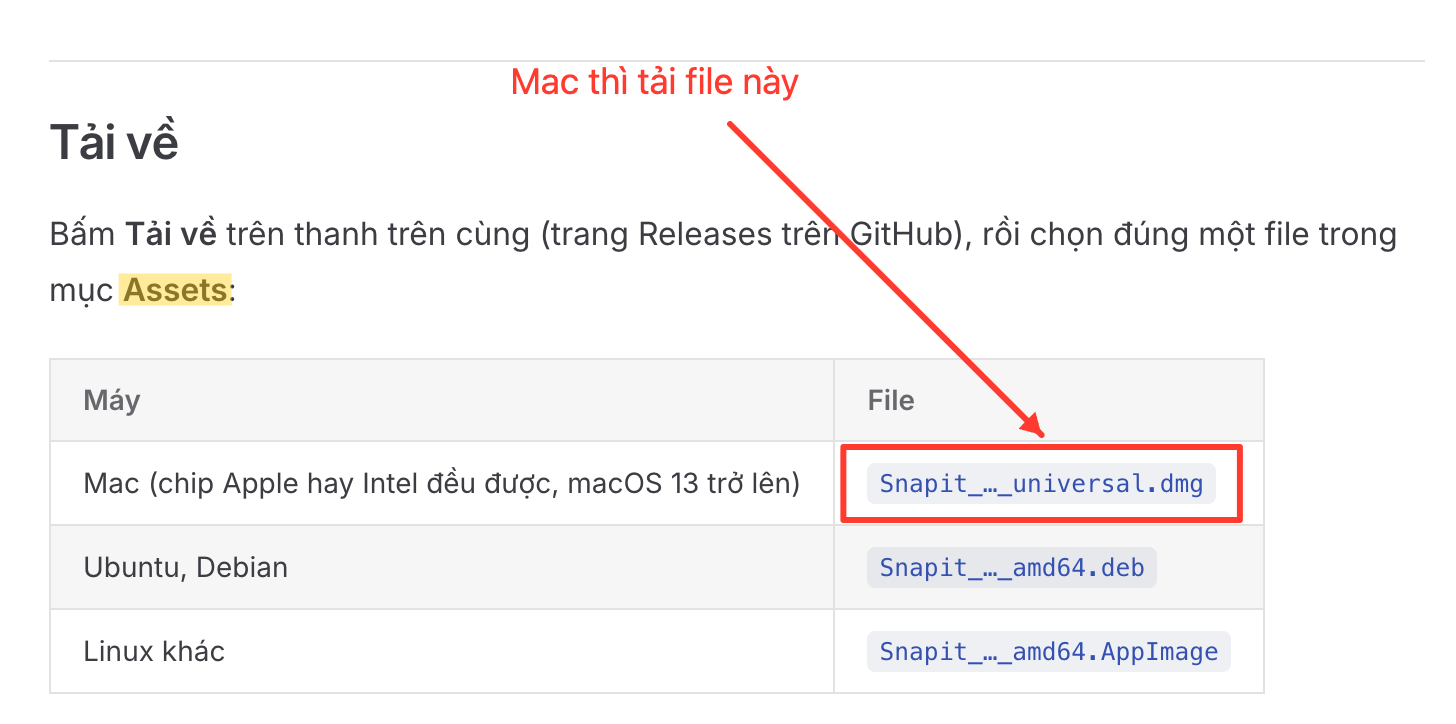 Mac thì tải file này
Tải về
Bấm Tải về trên thanh trên cùng (trang Releases trên GitHub), rồi chọn đúng một file trong
mục Assets:
Máy File
Mac (chip Apple hay Intel đều được, macOS 13 trở lên) Snapit_…_universal.dmg
Ubuntu, Debian Snapit_…_amd64.deb
Linux khác Snapit_…_amd64.AppImage